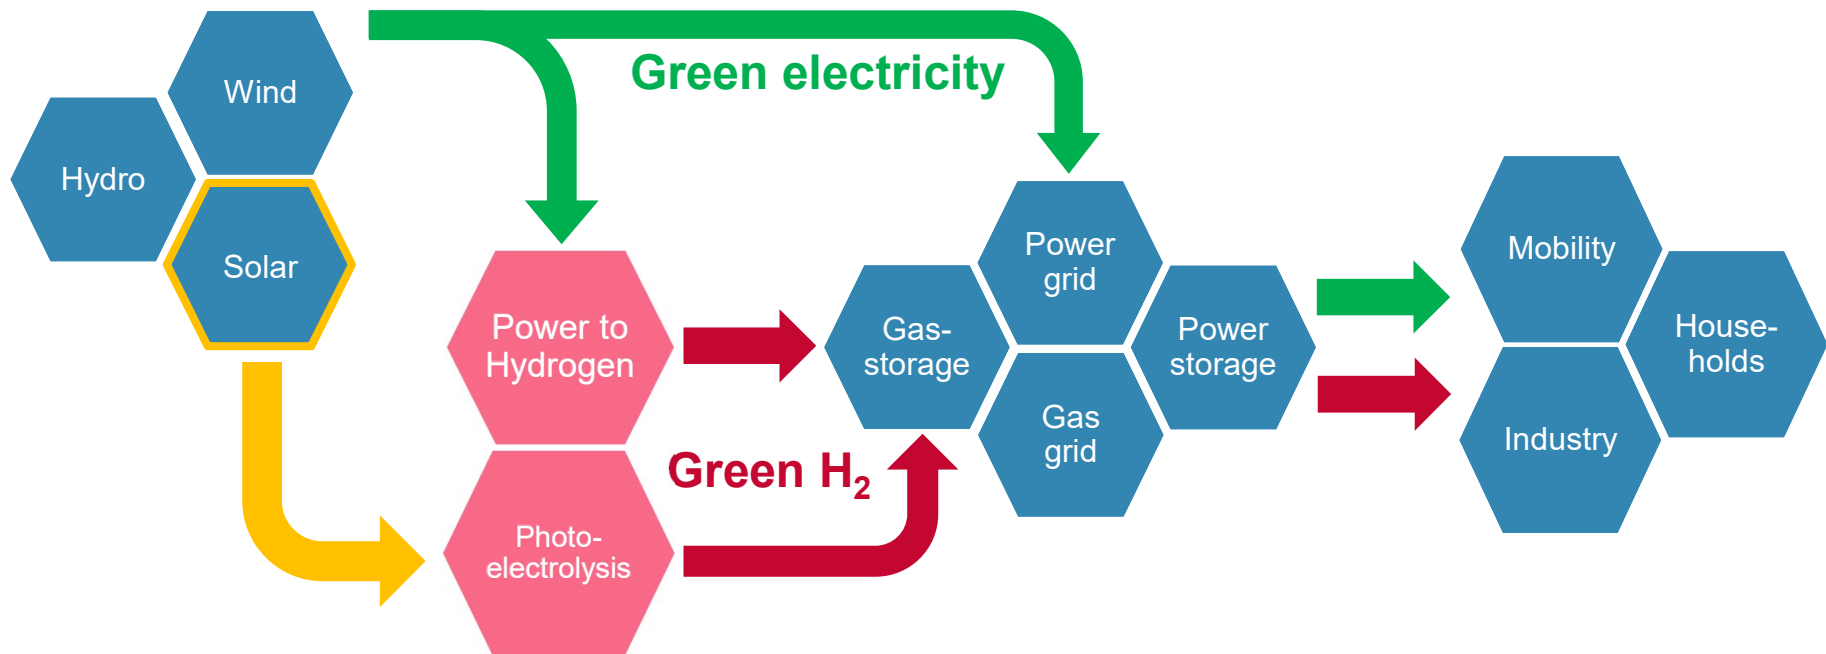 Wind
Hydro
Solar
Green electricity
Power to
Hydrogen
Photo-
electrolysis
Green H₂
Gas-
storage
Power
grid
Gas
grid
Power
storage
Mobility
House-
holds
Industry